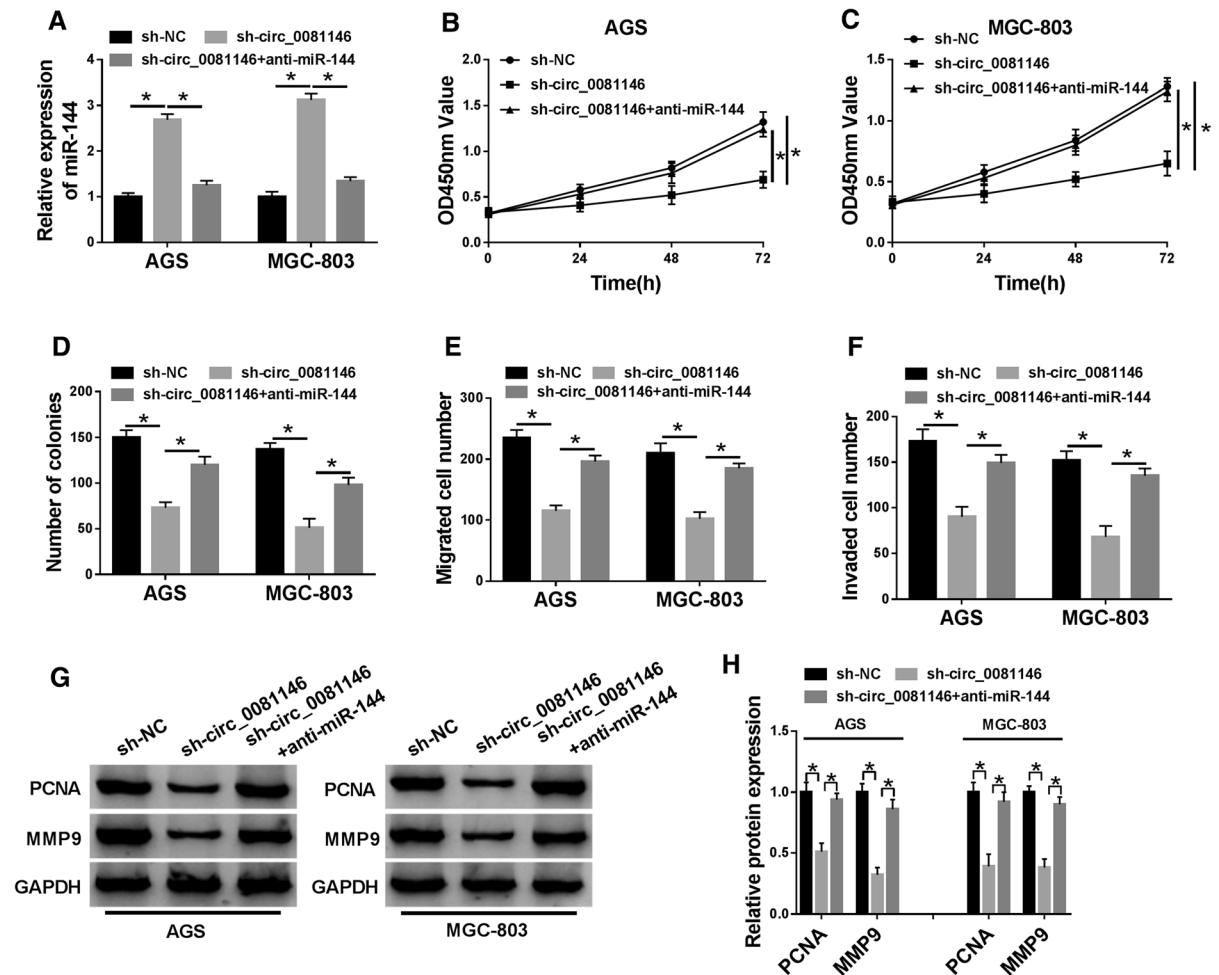 A
sh-NC
sh-circ_0081146
sh-circ_0081146+anti-miR-144
Relative expression
of miR-144
4
3
2
1
0
*
*
*
*
AGS
MGC-803
B
AGS
sh-NC
sh-circ_0081146
sh-circ_0081146+anti-miR-144
OD450nm Value
2.0
1.5
1.0
0.5
0.0
0
24
48
72
Time(h)
*
*
C
MGC-803
sh-NC
sh-circ_0081146
sh-circ_0081146+anti-miR-144
OD450nm Value
1.5
1.0
0.5
0.0
0
24
48
72
Time(h)
*
*
D
sh-NC
sh-circ_0081146
sh-circ_0081146+anti-miR-144
Number of colonies
200
150
100
50
0
*
*
*
*
AGS
MGC-803
E
sh-NC
sh-circ_0081146
sh-circ_0081146+anti-miR-144
Migrated cell number
300
200
100
0
*
*
*
*
AGS
MGC-803
F
sh-NC
sh-circ_0081146
sh-circ_0081146+anti-miR-144
Invaded cell number
200
150
100
50
0
*
*
*
*
AGS
MGC-803
G
sh-NC
sh-circ_0081146
sh-circ_0081146
+anti-miR-144
PCNA
MMP9
GAPDH
AGS
sh-NC
sh-circ_0081146
sh-circ_0081146
+anti-miR-144
PCNA
MMP9
GAPDH
MGC-803
H
sh-NC
sh-circ_0081146
sh-circ_0081146+anti-miR-144
AGS
MGC-803
Relative protein expression
1.5
1.0
0.5
0.0
*
*
*
*
*
*
*
*
PCNA
MMP9
PCNA
MMP9